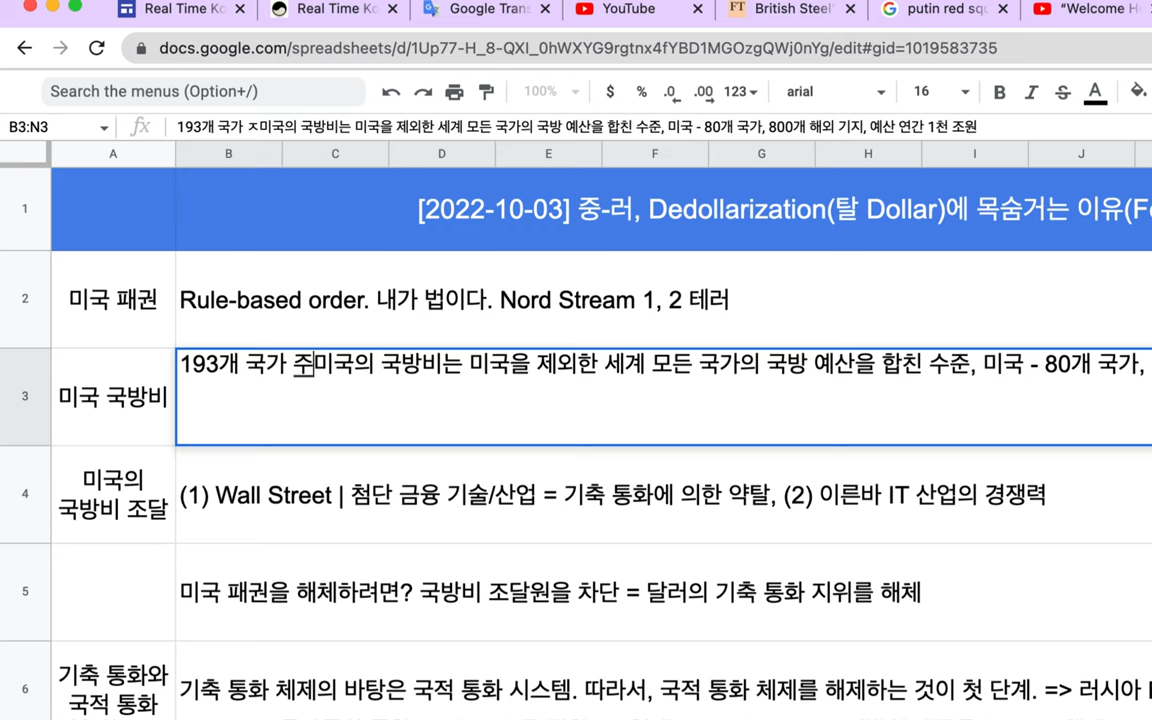 Real Time Ko
Real Time Ko
Google Trans
YouTube
FT British Steel'
putin red squ
"Welcome H
docs.google.com/spreadsheets/d/1Up77-H_8-QXI_0hWXYG9rgtnx4fYBD1MGOzgQWj0nYg/edit#gid=1019583735
Search the menus (Option+/)
100% $ % .0 .00 123 arial 16 B I S A
B3:N3 fx 193개 국가 ㅈ미국의 국방비는 미국을 제외한 세계 모든 국가의 국방 예산을 합친 수준, 미국 - 80개 국가, 800개 해외 기지, 예산 연간 1천 조원
A B C D E F G H I J
1 [2022-10-03] 중-러, Dedollarization(탈 Dollar)에 목숨거는 이유(Fe
2 미국 패권 Rule-based order. 내가 법이다. Nord Stream 1, 2 테러
193개 국가 주미국의 국방비는 미국을 제외한 세계 모든 국가의 국방 예산을 합친 수준, 미국 - 80개 국가,
3 미국 국방비
미국의
국방비 조달
4 (1) Wall Street | 첨단 금융 기술/산업 = 기축 통화에 의한 약탈, (2) 이른바 IT 산업의 경쟁력
5 미국 패권을 해체하려면? 국방비 조달원을 차단 = 달러의 기축 통화 지위를 해체
기축 통화와
국적 통화
6 기축 통화 체제의 바탕은 국적 통화 시스템. 따라서, 국적 통화 체제를 해제하는 것이 첫 단계. => 러시아